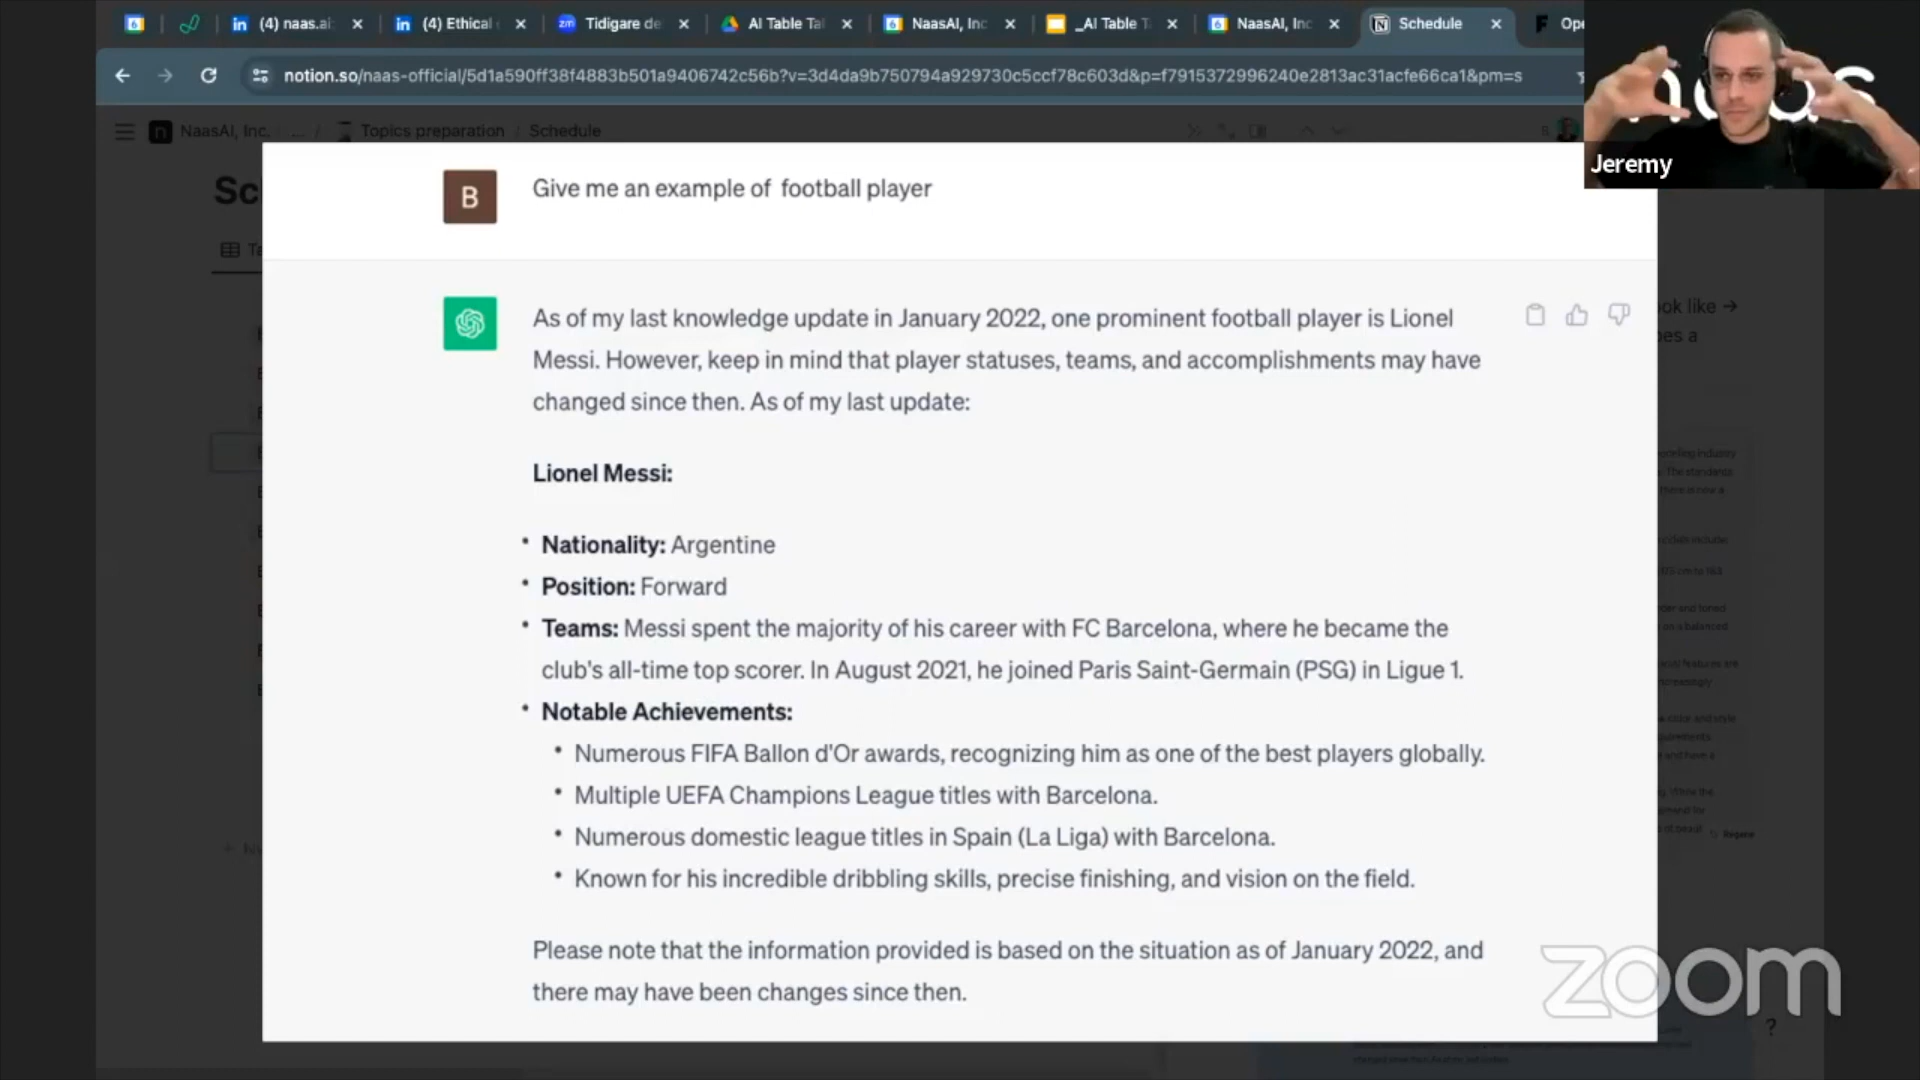 (4) naas.ai
(4) Ethical
Tidigare de
AI Table Tal
NaasAI, Inc
_AI Table T
NaasAI, Inc
Schedule
Ope
notion.so/naas-official/5d1a590ff38f4883b501a9406742c56b?v=3d4da9b750794a929730c5ccf78c603d&p=f7915372996240e2813ac31acfe66ca1&pm=s
naas
Jeremy
NaasAI, Inc. ... / Topics preparation / Schedule
Sc
B
Give me an example of football player
As of my last knowledge update in January 2022, one prominent football player is Lionel
Messi. However, keep in mind that player statuses, teams, and accomplishments may have
changed since then. As of my last update:
Lionel Messi:
• Nationality: Argentine
• Position: Forward
• Teams: Messi spent the majority of his career with FC Barcelona, where he became the
club's all-time top scorer. In August 2021, he joined Paris Saint-Germain (PSG) in Ligue 1.
• Notable Achievements:
• Numerous FIFA Ballon d'Or awards, recognizing him as one of the best players globally.
• Multiple UEFA Champions League titles with Barcelona.
• Numerous domestic league titles in Spain (La Liga) with Barcelona.
• Known for his incredible dribbling skills, precise finishing, and vision on the field.
Please note that the information provided is based on the situation as of January 2022, and
there may have been changes since then.
ook like →
zoom
?